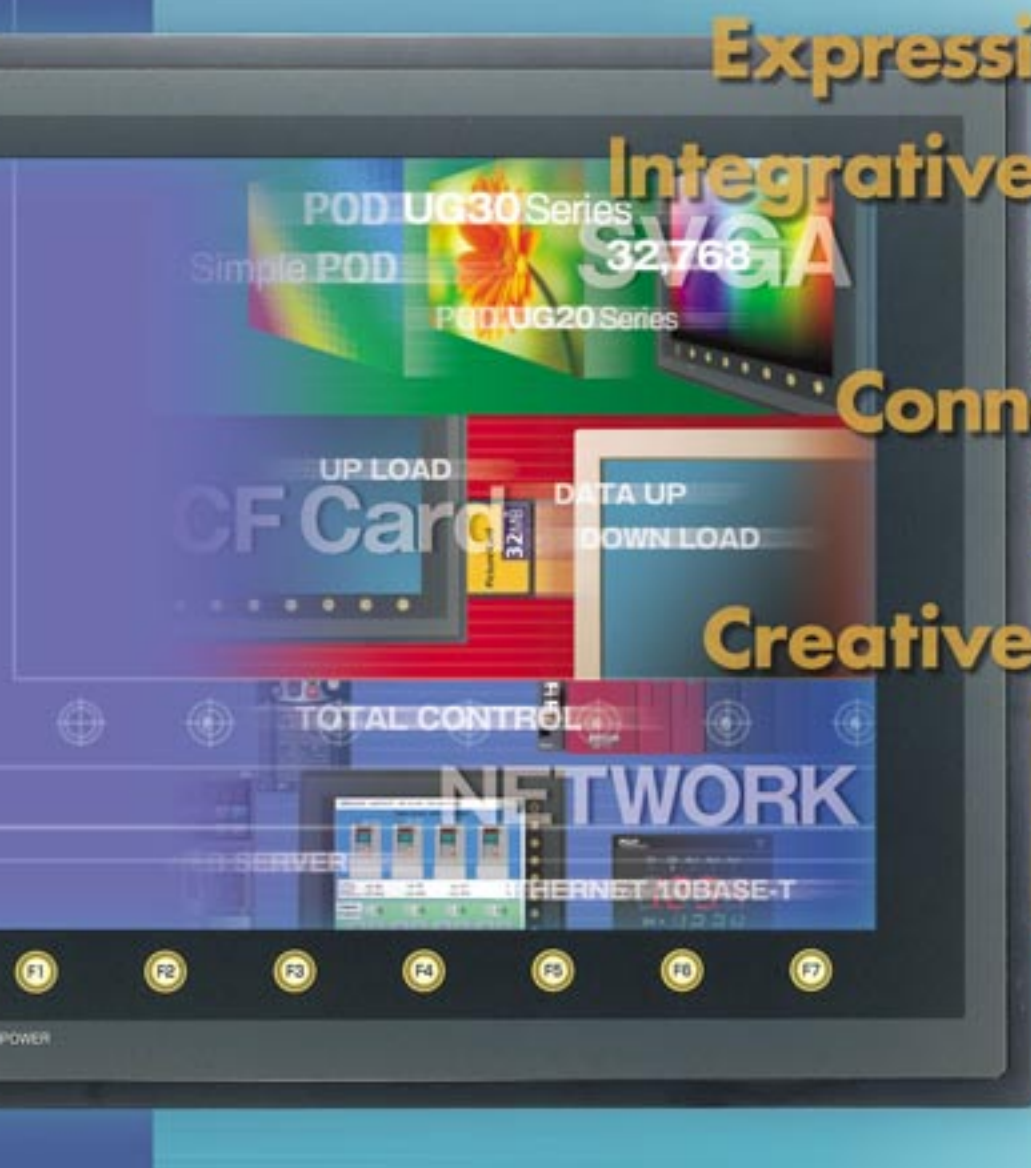 Expressi
Integrative
POD UG30 Series
SVGA
32,768
Simple POD
POD UG20 Series
Conn
UP LOAD
CF Card
32MB
DATA UP
DOWN LOAD
Creative
TOTAL CONTROL
NETWORK
SERVER
ETHERNET 10BASE-T
F1 F2 F3 F4 F5 F6 F7
POWER